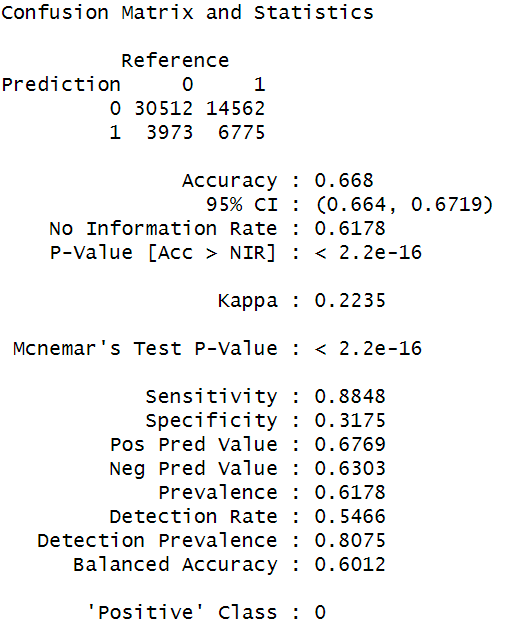 Confusion Matrix and Statistics
Reference
Prediction 0 1
0 30512 14562
1 3973 6775
Accuracy : 0.668
95% CI : (0.664, 0.6719)
No Information Rate : 0.6178
P-Value [Acc > NIR] : < 2.2e-16
Kappa : 0.2235
Mcnemar's Test P-Value : < 2.2e-16
Sensitivity : 0.8848
Specificity : 0.3175
Pos Pred Value : 0.6769
Neg Pred Value : 0.6303
Prevalence : 0.6178
Detection Rate : 0.5466
Detection Prevalence : 0.8075
Balanced Accuracy : 0.6012
'Positive' Class : 0